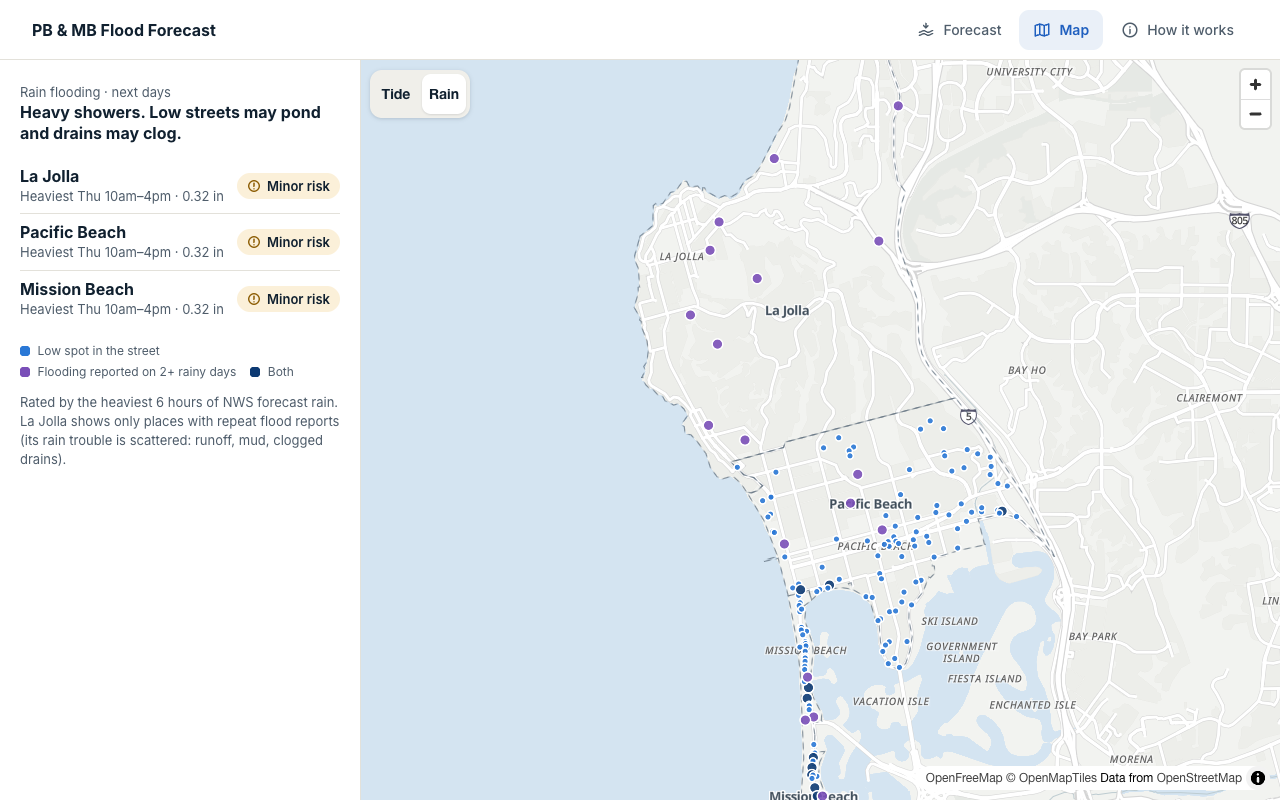 PB & MB Flood Forecast
Forecast
Map
How it works
Rain flooding · next days
Heavy showers. Low streets may pond
and drains may clog.
La Jolla
Heaviest Thu 10am–4pm · 0.32 in
Minor risk
Pacific Beach
Heaviest Thu 10am–4pm · 0.32 in
Minor risk
Mission Beach
Heaviest Thu 10am–4pm · 0.32 in
Minor risk
Low spot in the street
Flooding reported on 2+ rainy days
Both
Rated by the heaviest 6 hours of NWS forecast rain.
La Jolla shows only places with repeat flood reports
(its rain trouble is scattered: runoff, mud, clogged
drains).
Tide
Rain
UNIVERSITY CITY
805
LA JOLLA
La Jolla
BAY HO
CLAIREMONT
5
Pacific Beach
PACIFIC BEACH
LIN
SKI ISLAND
BAY PARK
MISSION BEACH
GOVERNMENT
ISLAND
FIESTA ISLAND
VACATION ISLE
ENCHANTED ISLE
MORENA
OpenFreeMap © OpenMapTiles Data from OpenStreetMap
Mission Beach